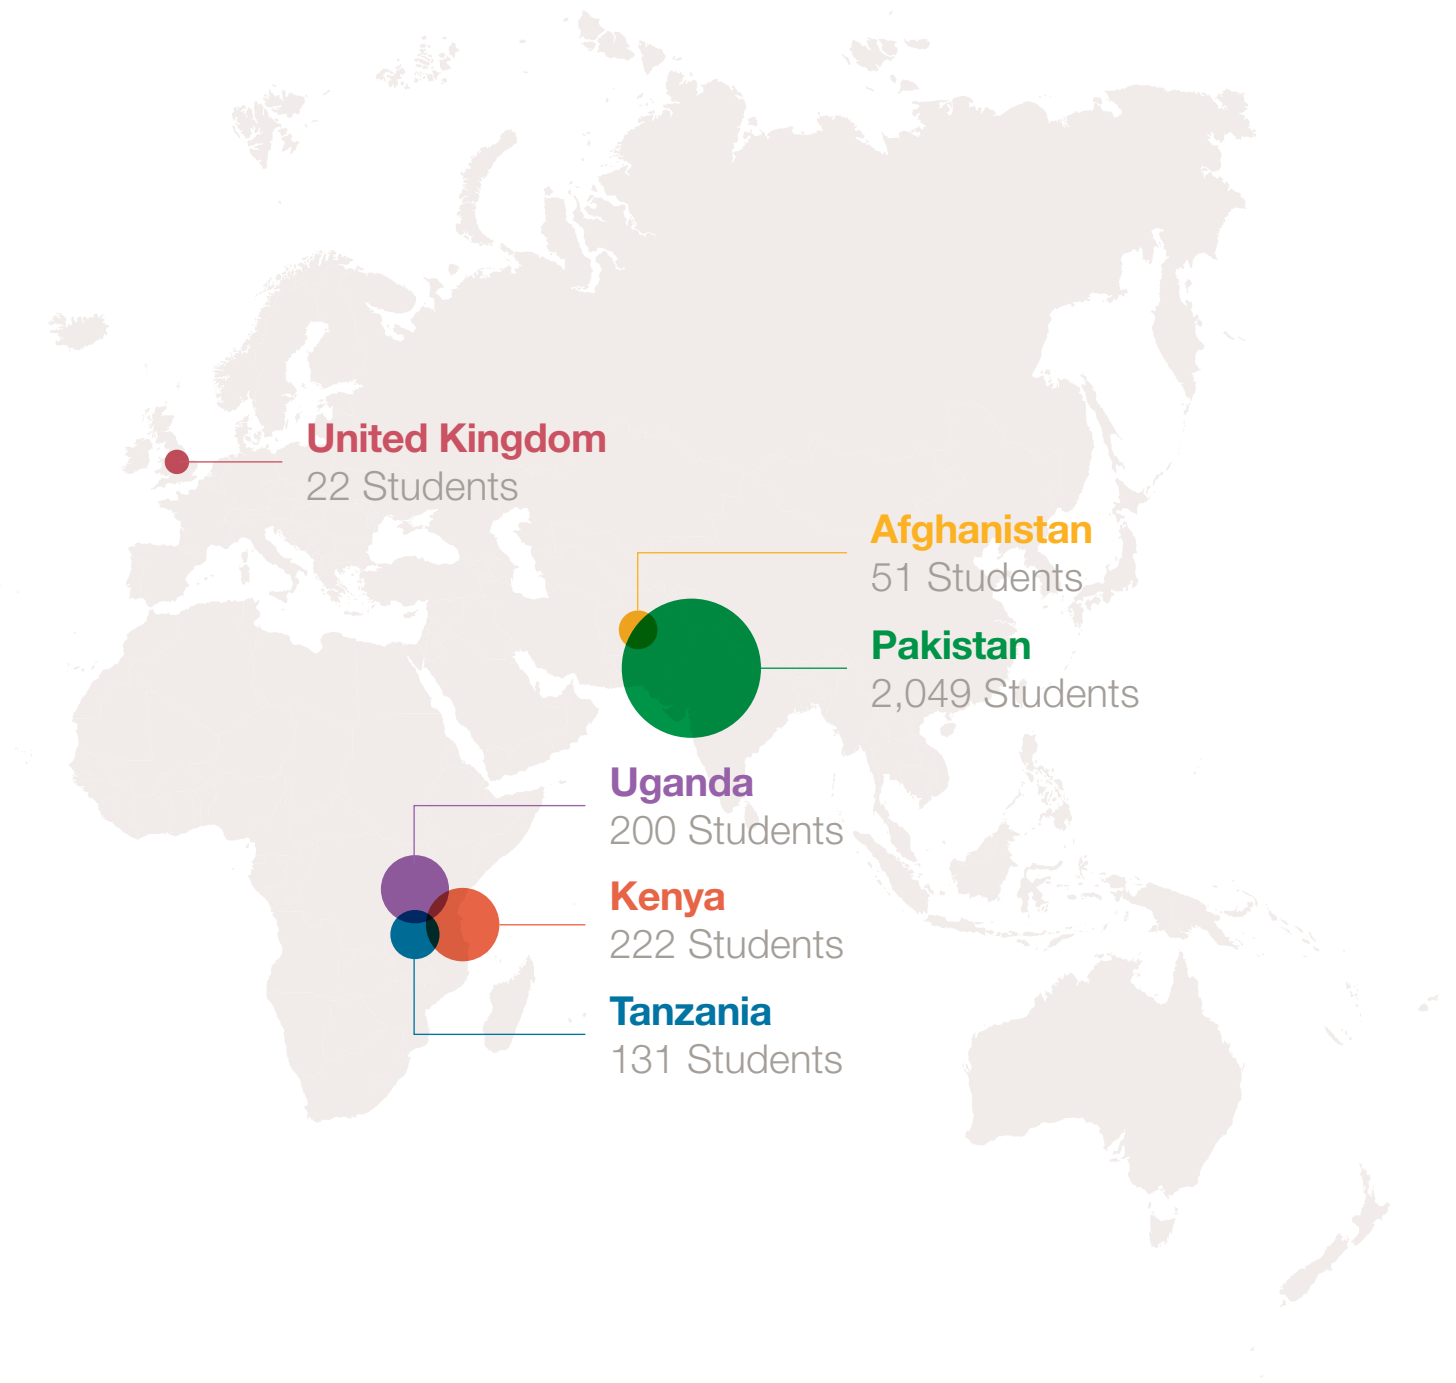 United Kingdom
22 Students
Afghanistan
51 Students
Pakistan
2,049 Students
Uganda
200 Students
Kenya
222 Students
Tanzania
131 Students